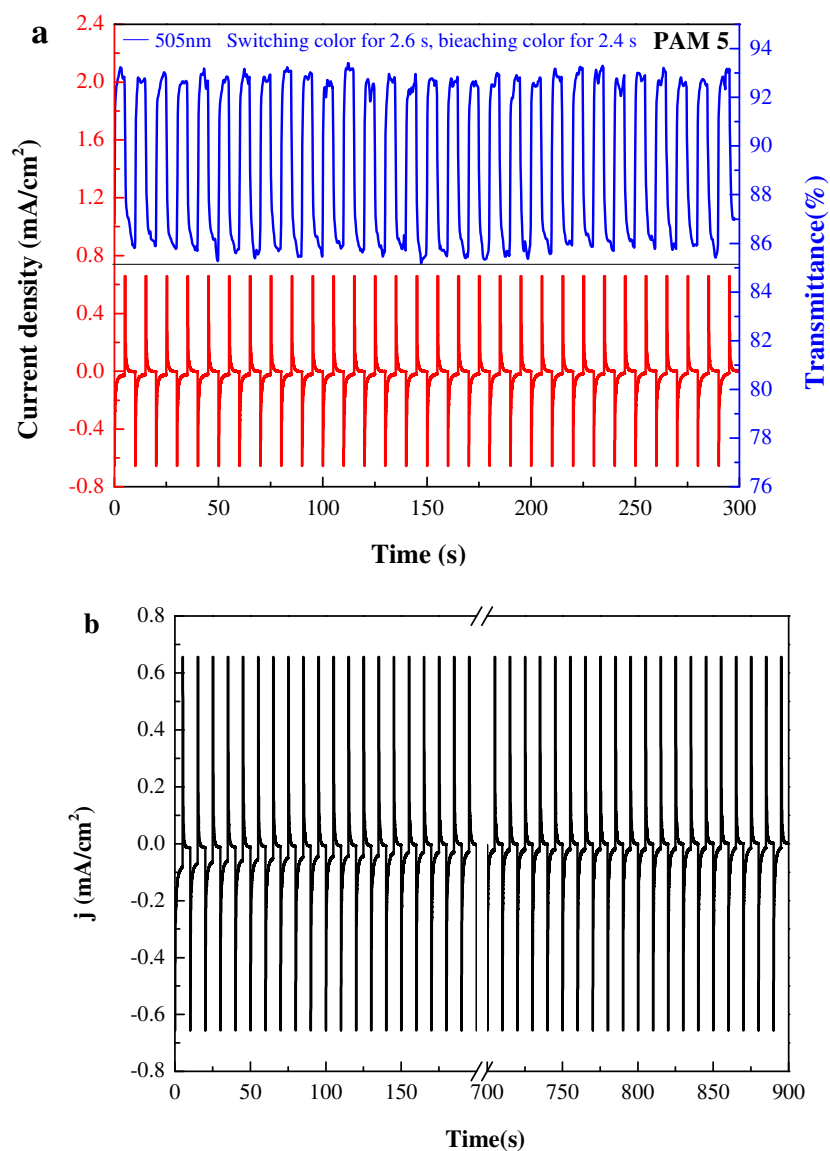 a
505nm Switching color for 2.6 s, bieaching color for 2.4 s PAM 5
2.4
2.0
1.6
1.2
0.8
0.4
0.0
-0.4
-0.8
Current density (mA/cm²)
94
92
90
88
86
84
82
80
78
76
Transmittance(%)
0 50 100 150 200 250 300
Time (s)
b
0.8
0.6
0.4
0.2
0.0
-0.2
-0.4
-0.6
-0.8
j (mA/cm²)
0 50 100 150 700 750 800 850 900
Time(s)